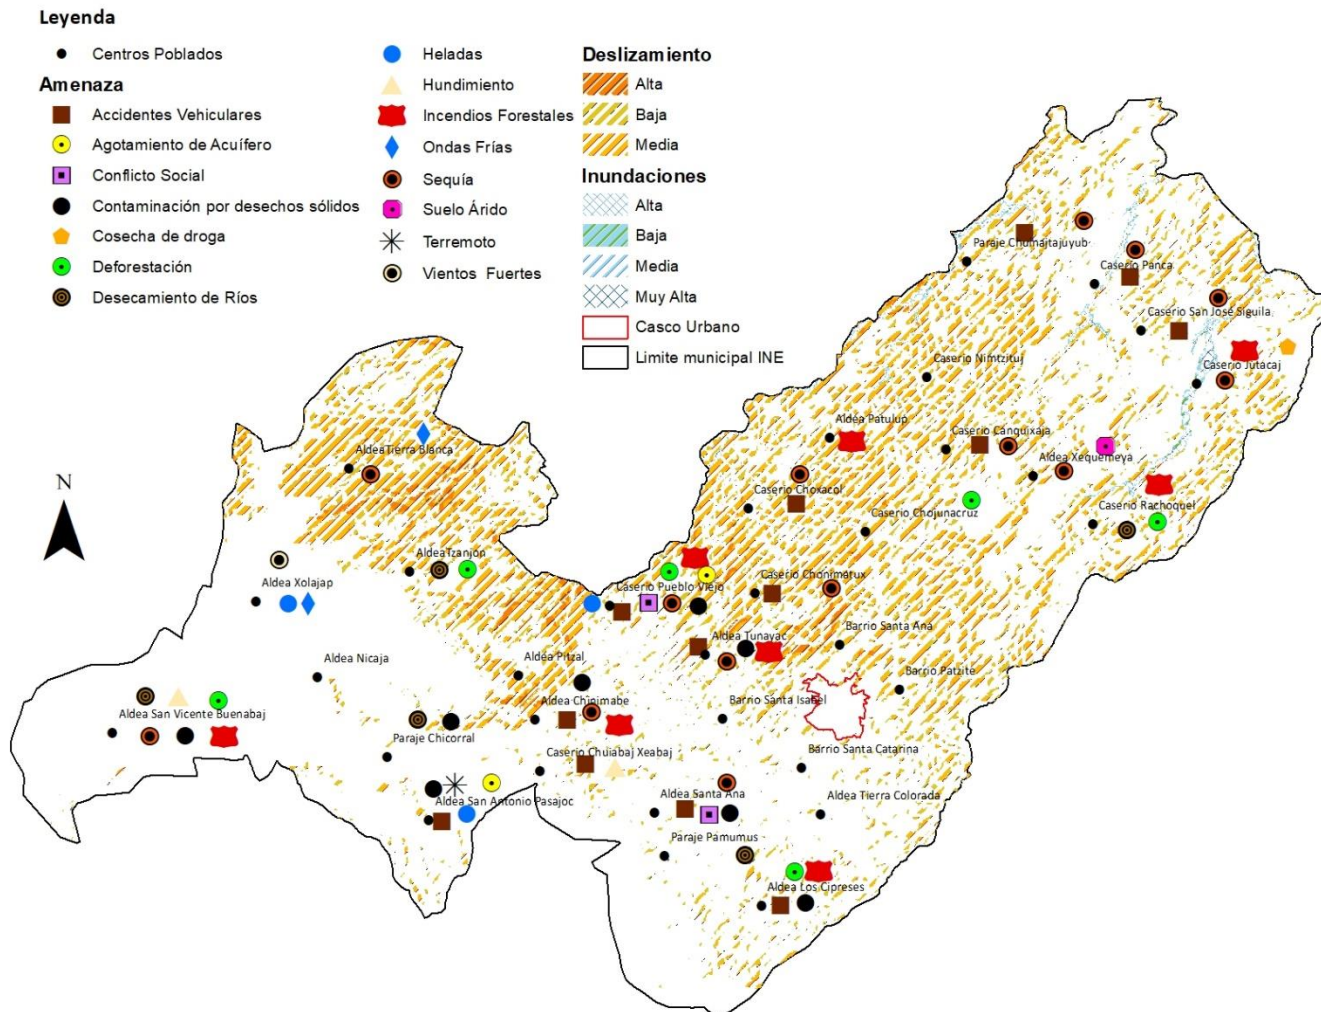 Leyenda
Centros Poblados
Amenaza
Accidentes Vehiculares
Agotamiento de Acuífero
Conflicto Social
Contaminación por desechos sólidos
Cosecha de droga
Deforestación
Desecamiento de Ríos
Heladas
Hundimiento
Incendios Forestales
Ondas Frías
Sequía
Suelo Árido
Terremoto
Vientos Fuertes
Deslizamiento
Alta
Baja
Media
Inundaciones
Alta
Baja
Media
Muy Alta
Casco Urbano
Limite municipal INE
N
Paraje Chumaitajuyub
Caserio Panca
Caserio San José Siguila
Caserio Jutacaj
Caserio Nimtzituj
Aldea Patulup
Caserio Canquixaja
Aldea Xequemeya
Aldea Tierra Blanca
Caserio Choxacol
Caserio Rachoquel
Caserio Chojunacruz
Aldea Tzanjon
Aldea Xolajap
Caserio Pueblo Viejo
Caserio Chonimatux
Aldea Tunayac
Barrio Santa Ana
Aldea Nicaja
Aldea Pitzal
Barrio Patzite
Aldea San Vicente Buenabaj
Aldea Chinimabe
Barrio Santa Isabel
Paraje Chicorral
Caserio Chuiabaj Xeabaj
Barrio Santa Catarina
Aldea San Antonio Pasajoc
Aldea Santa Ana
Aldea Tierra Colorada
Paraje Pamumus
Aldea Los Cipreses